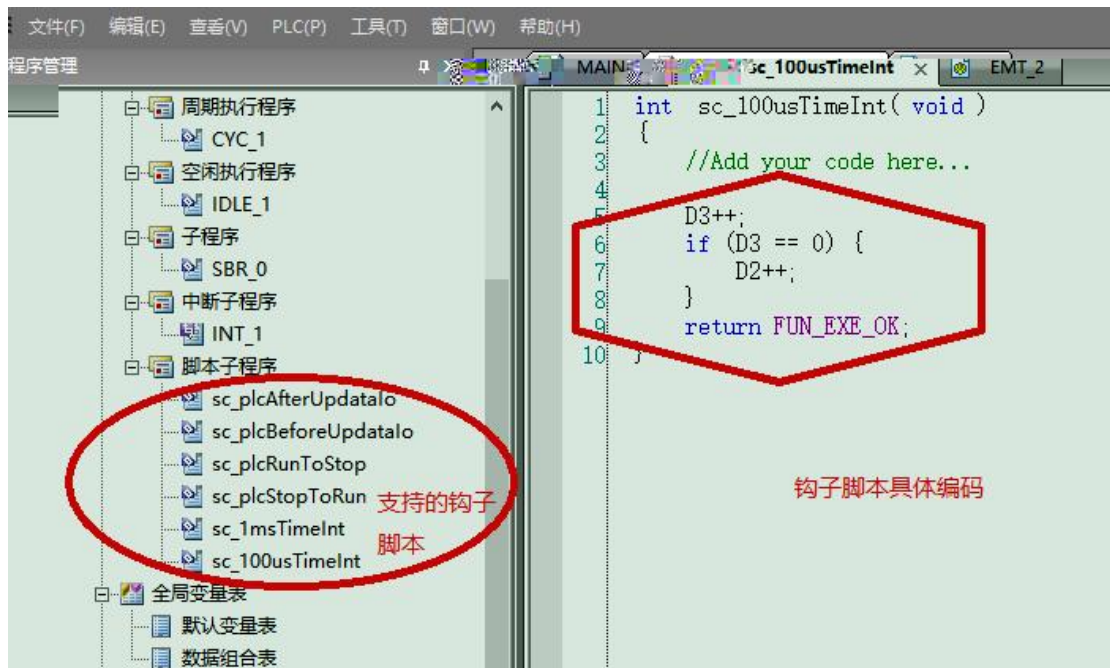 文件(F) 编辑(E) 查看(V) PLC(P) 工具(T) 窗口(W) 帮助(H)
程序管理
MAIN sc_100usTimeInt EMT_2
周期执行程序
CYC_1
空闲执行程序
IDLE_1
子程序
SBR_0
中断子程序
INT_1
脚本子程序
sc_plcAfterUpdataIo
sc_plcBeforeUpdataIo
sc_plcRunToStop
sc_plcStopToRun
sc_1msTimeInt
sc_100usTimeInt
支持的钩子
脚本
全局变量表
默认变量表
数据组合表
1 int sc_100usTimeInt( void )
2 {
3 //Add your code here...
4
5 D3++;
6 if (D3 == 0) {
7 D2++;
8 }
9 return FUN_EXE_OK;
10 }
钩子脚本具体编码